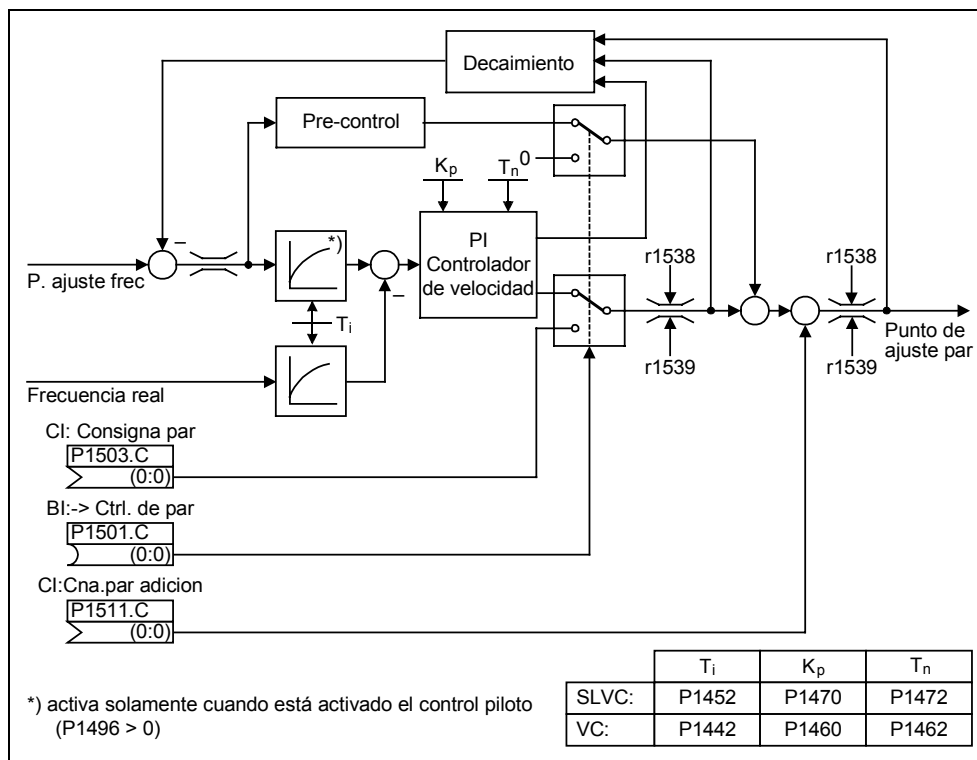 Decaimiento
Pre-control
0
Kp
Tn
*)
PI
Controlador
de velocidad
–
–
P. ajuste frec
Ti
r1538
r1538
r1539
r1539
Punto de
ajuste par
Frecuencia real
CI: Consigna par
P1503.C
(0:0)
BI:-> Ctrl. de par
P1501.C
(0:0)
CI:Cna.par adicion
P1511.C
(0:0)
*) activa solamente cuando está activado el control piloto
(P1496 > 0)
Ti Kp Tn
SLVC: P1452 P1470 P1472
VC: P1442 P1460 P1462